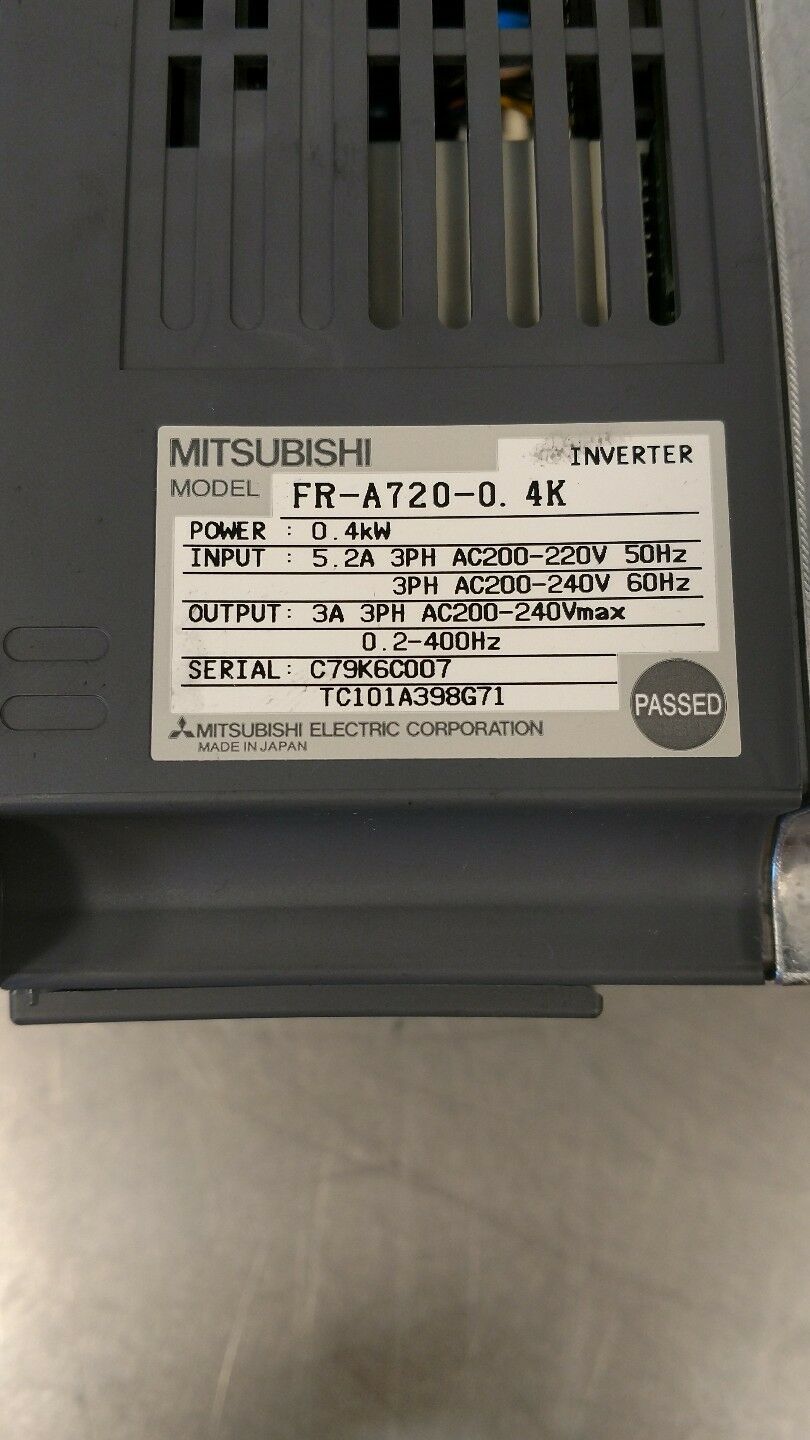 MITSUBISHI
INVERTER
MODEL FR-A720-0.4K
POWER : 0.4kW
INPUT : 5.2A 3PH AC200-220V 50Hz
3PH AC200-240V 60Hz
OUTPUT: 3A 3PH AC200-240Vmax
0.2-400Hz
SERIAL: C79K6C007
TC101A398G71
PASSED
MITSUBISHI ELECTRIC CORPORATION
MADE IN JAPAN